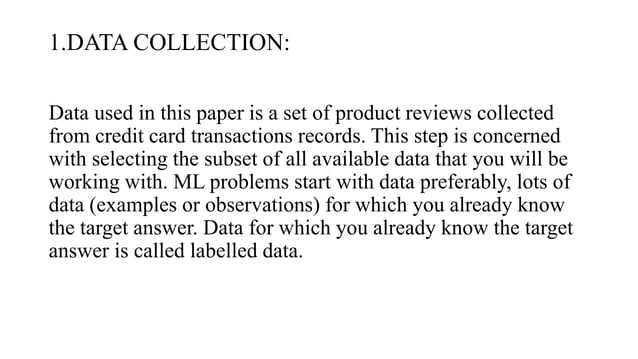 1.DATA COLLECTION:
Data used in this paper is a set of product reviews collected
from credit card transactions records. This step is concerned
with selecting the subset of all available data that you will be
working with. ML problems start with data preferably, lots of
data (examples or observations) for which you already know
the target answer. Data for which you already know the target
answer is called labelled data.